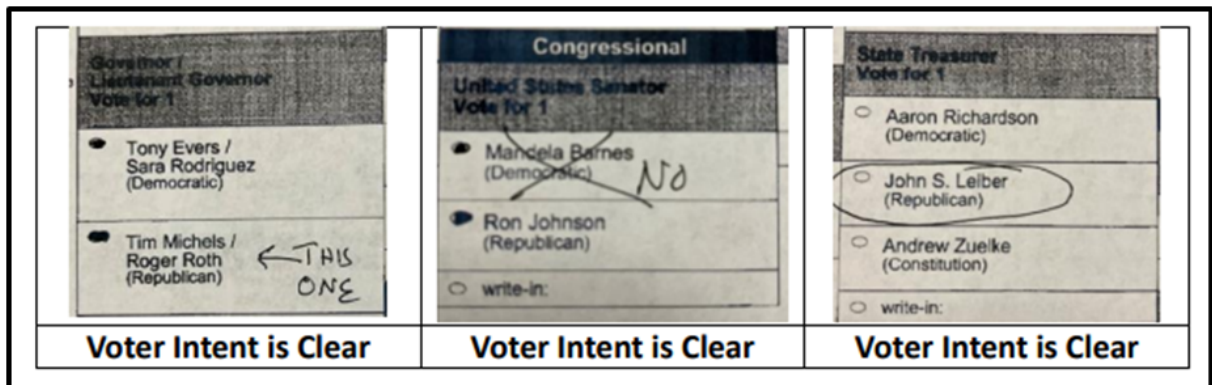 Governor /
Lieutenant Governor
Vote for 1
Tony Evers /
Sara Rodriguez
(Democratic)
Tim Michels /
Roger Roth
(Republican)
← THIS
ONE
Voter Intent is Clear
Congressional
United States Senator
Vote for 1
Mandela Barnes
(Democratic)
NO
Ron Johnson
(Republican)
write-in:
Voter Intent is Clear
State Treasurer
Vote for 1
Aaron Richardson
(Democratic)
John S. Leiber
(Republican)
Andrew Zuelke
(Constitution)
write-in:
Voter Intent is Clear